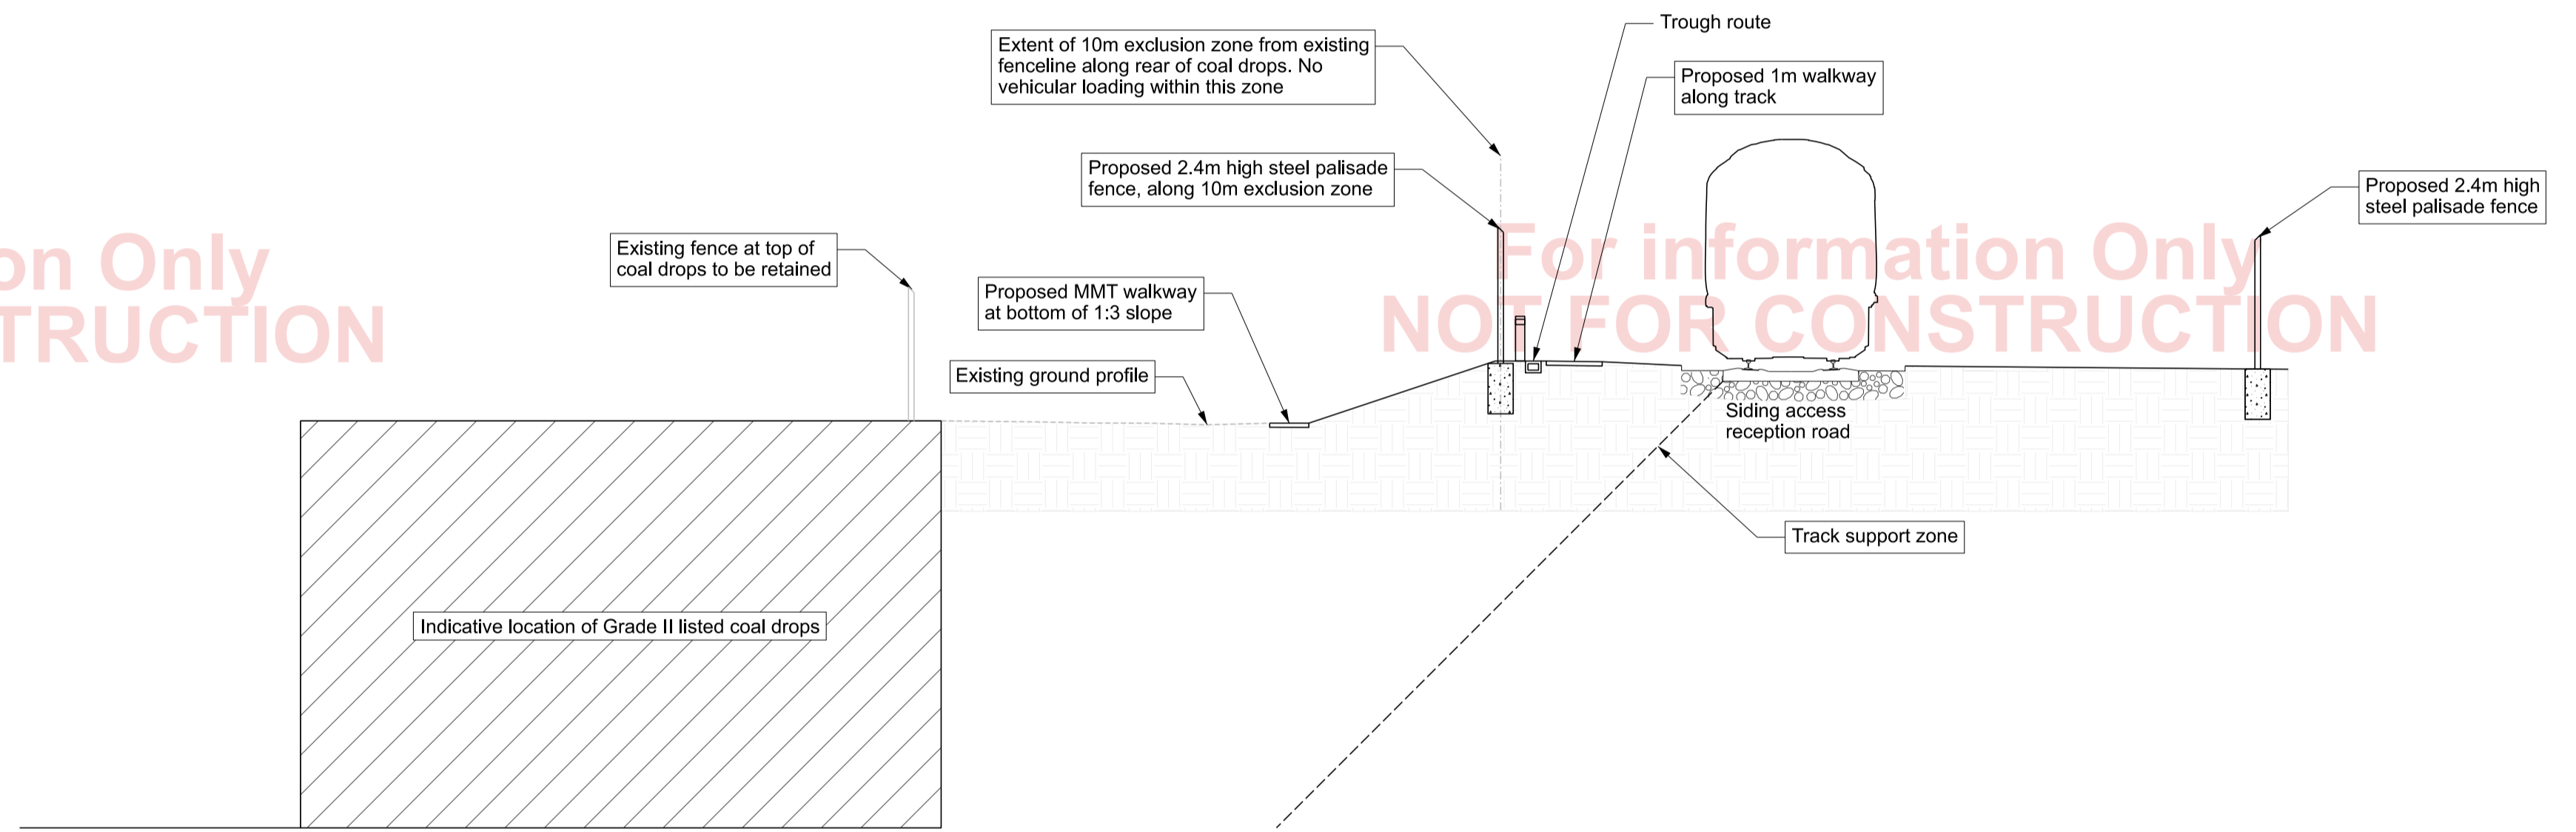 Trough route
Extent of 10m exclusion zone from existing
fenceline along rear of coal drops. No
vehicular loading within this zone
Proposed 1m walkway
along track
Proposed 2.4m high steel palisade
fence, along 10m exclusion zone
Proposed 2.4m high
steel palisade fence
Existing fence at top of
coal drops to be retained
on Only
TRUCTION
For information Only
NOT FOR CONSTRUCTION
Proposed MMT walkway
at bottom of 1:3 slope
Existing ground profile
Siding access
reception road
Track support zone
Indicative location of Grade II listed coal drops